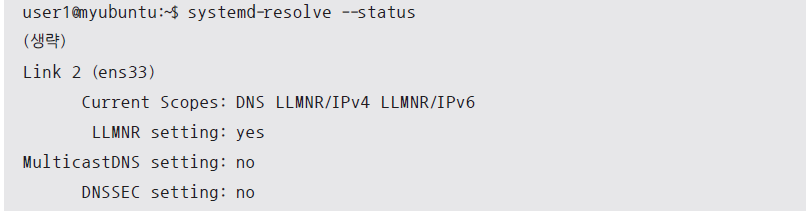 user1@myubuntu:~$ systemd-resolve --status
(생략)
Link 2 (ens33)
Current Scopes: DNS LLMNR/IPv4 LLMNR/IPv6
LLMNR setting: yes
MulticastDNS setting: no
DNSSEC setting: no